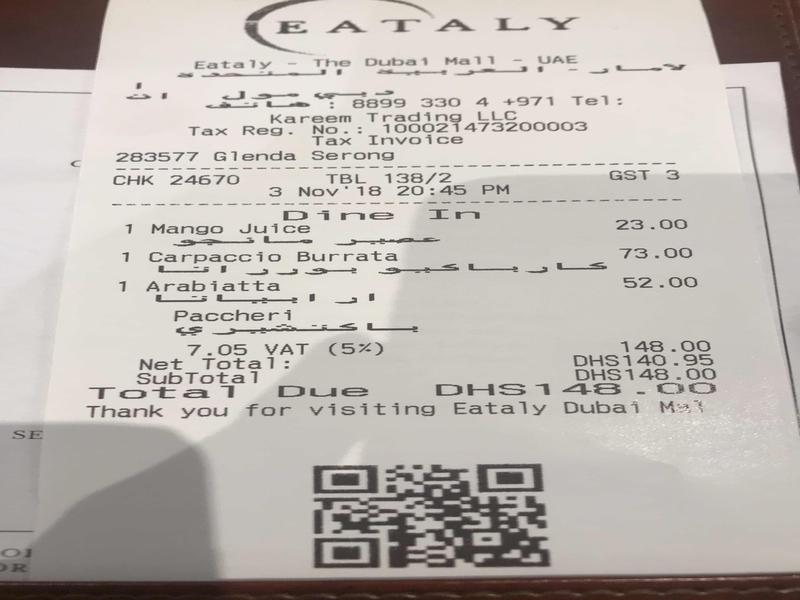 EATALY
Eataly - The Dubai Mall - UAE
الامارات العربية المتحدة
دبي مول
هاتف : 8899 330 4 +971 Tel:
Kareem Trading LLC
Tax Reg. No.: 100021473200003
Tax Invoice
283577 Glenda Serong
CHK 24670 TBL 138/2 GST 3
3 Nov'18 20:45 PM
Dine In
1 Mango Juice 23.00
عصير مانجو
1 Carpaccio Burrata 73.00
كارباكيو بوراتا
1 Arabiatta 52.00
ارابياتا
Paccheri
باكتشيري
7.05 VAT (5%) 148.00
Net Total: DHS140.95
SubTotal DHS148.00
Total Due DHS148.00
Thank you for visiting Eataly Dubai Mal
SE